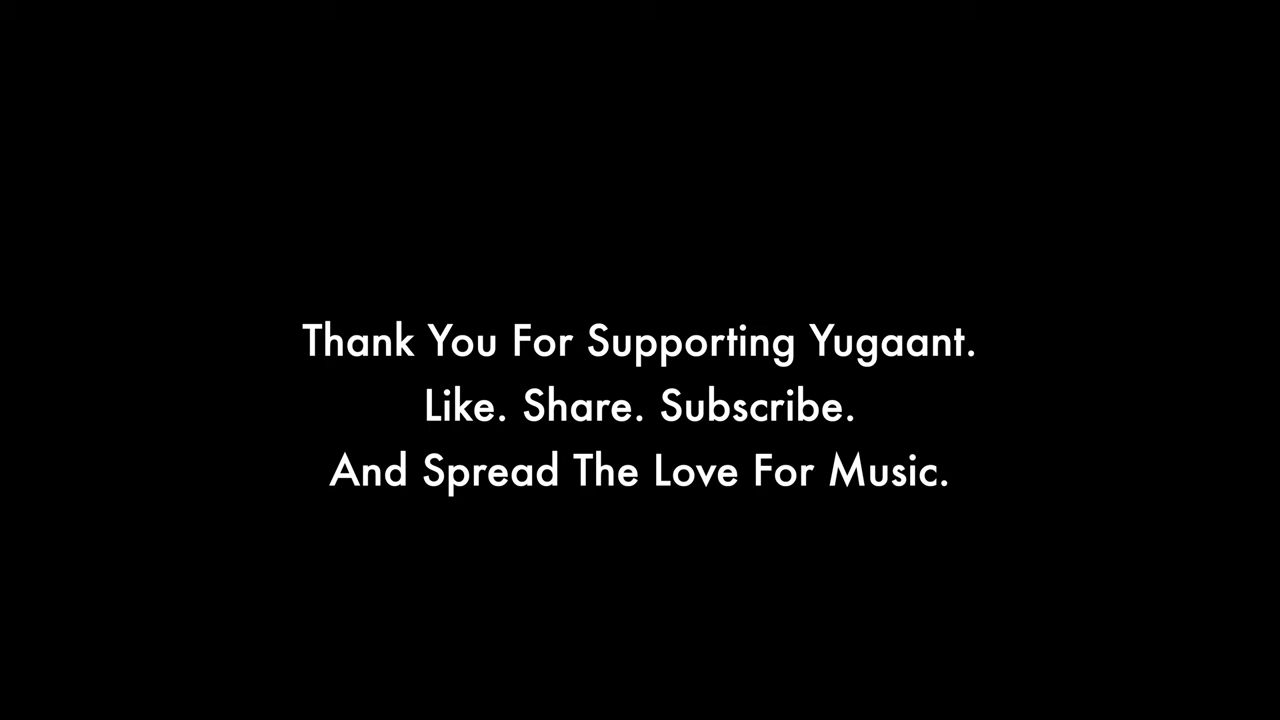 Thank You For Supporting Yugaant.
Like. Share. Subscribe.
And Spread The Love For Music.